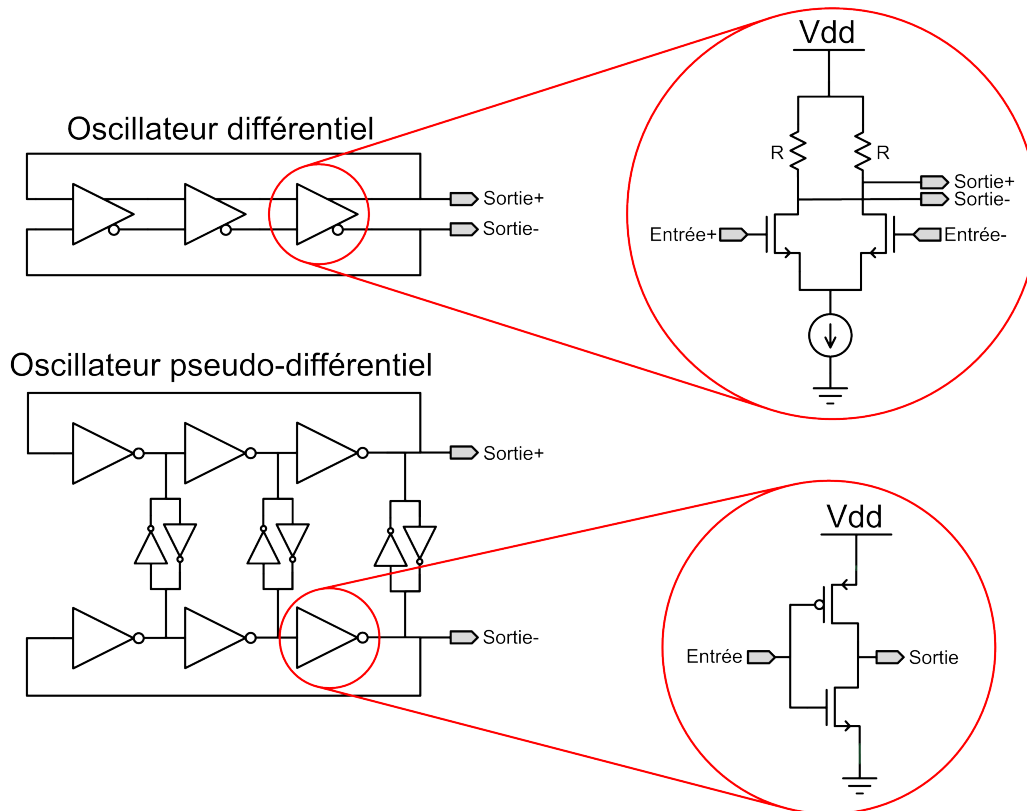 Oscillateur différentiel
Sortie+
Sortie-
Vdd
R
R
Sortie+
Sortie-
Entrée+
Entrée-
Oscillateur pseudo-différentiel
Sortie+
Sortie-
Vdd
Entrée
Sortie